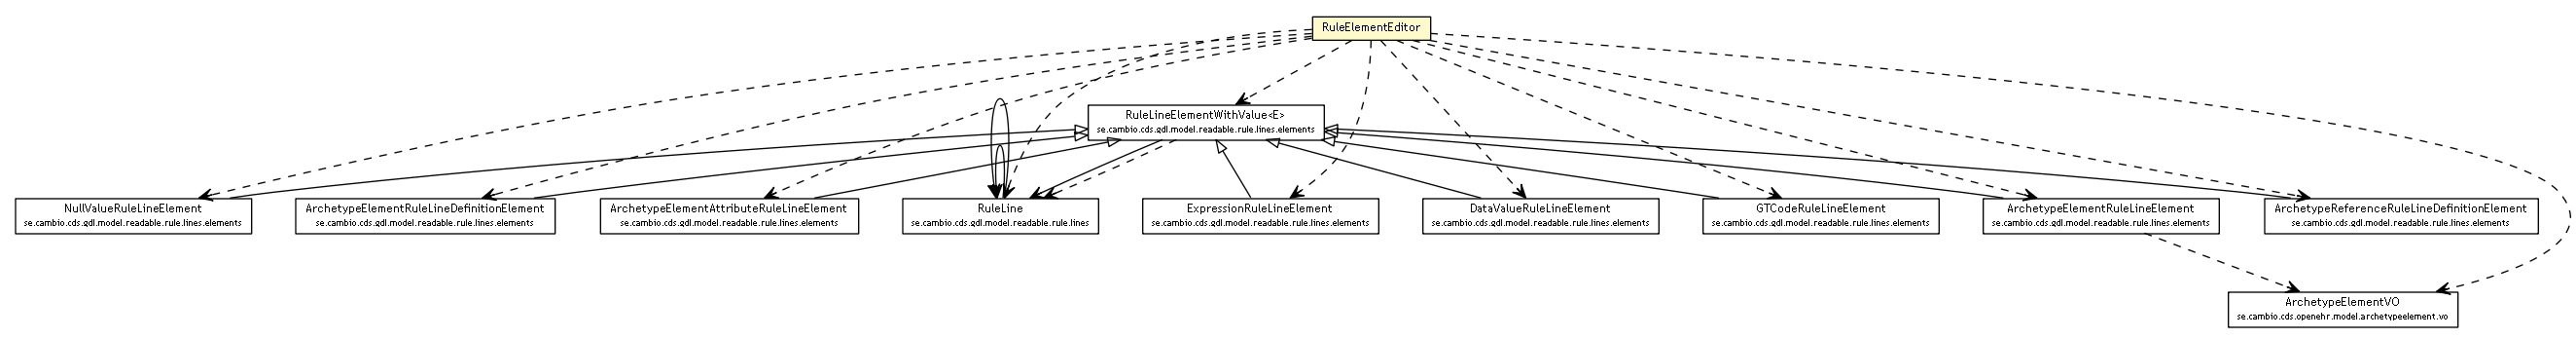 RuleElementEditor
RuleLineElementWithValue<E>
se.cambio.cds.gdl.model.readable.rule.lines.elements
NullValueRuleLineElement
se.cambio.cds.gdl.model.readable.rule.lines.elements
ArchetypeElementRuleLineDefinitionElement
se.cambio.cds.gdl.model.readable.rule.lines.elements
ArchetypeElementAttributeRuleLineElement
se.cambio.cds.gdl.model.readable.rule.lines.elements
RuleLine
se.cambio.cds.gdl.model.readable.rule.lines
ExpressionRuleLineElement
se.cambio.cds.gdl.model.readable.rule.lines.elements
DataValueRuleLineElement
se.cambio.cds.gdl.model.readable.rule.lines.elements
GTCodeRuleLineElement
se.cambio.cds.gdl.model.readable.rule.lines.elements
ArchetypeElementRuleLineElement
se.cambio.cds.gdl.model.readable.rule.lines.elements
ArchetypeReferenceRuleLineDefinitionElement
se.cambio.cds.gdl.model.readable.rule.lines.elements
ArchetypeElementVO
se.cambio.cds.openehr.model.archetypeelement.vo